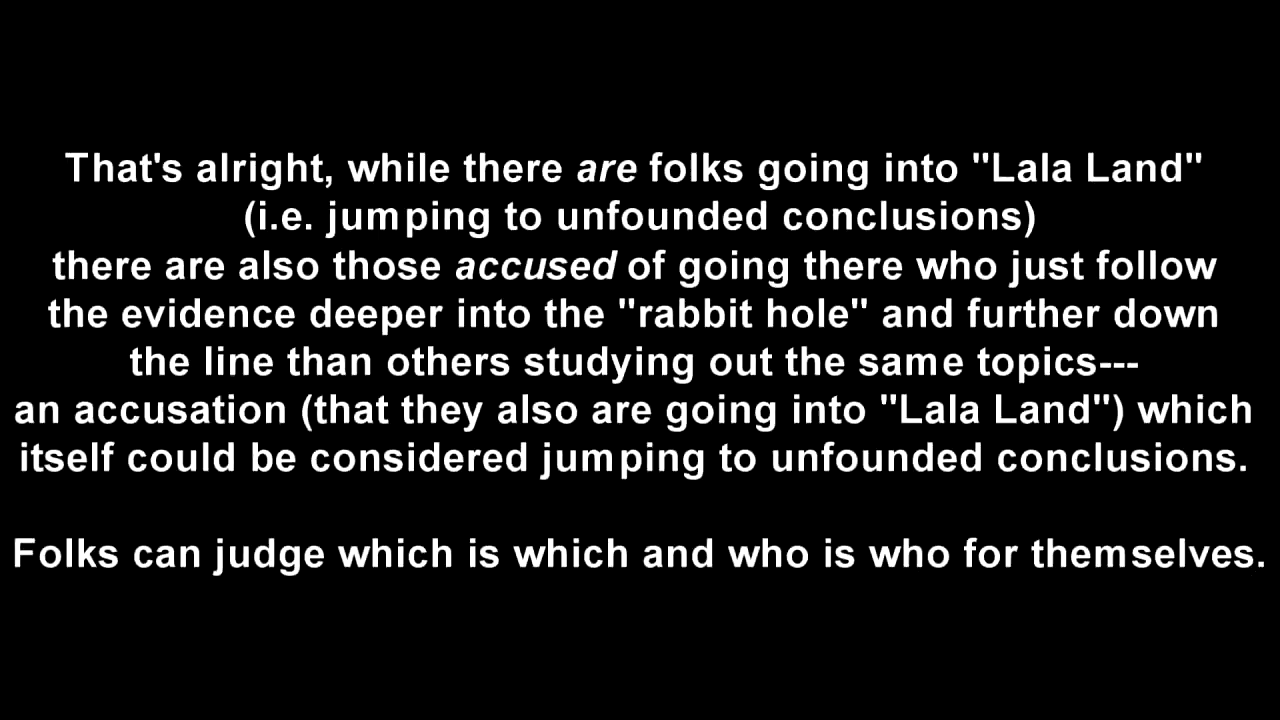 That's alright, while there are folks going into "Lala Land"
(i.e. jumping to unfounded conclusions)
there are also those accused of going there who just follow
the evidence deeper into the "rabbit hole" and further down
the line than others studying out the same topics---
an accusation (that they also are going into "Lala Land") which
itself could be considered jumping to unfounded conclusions.
Folks can judge which is which and who is who for themselves.